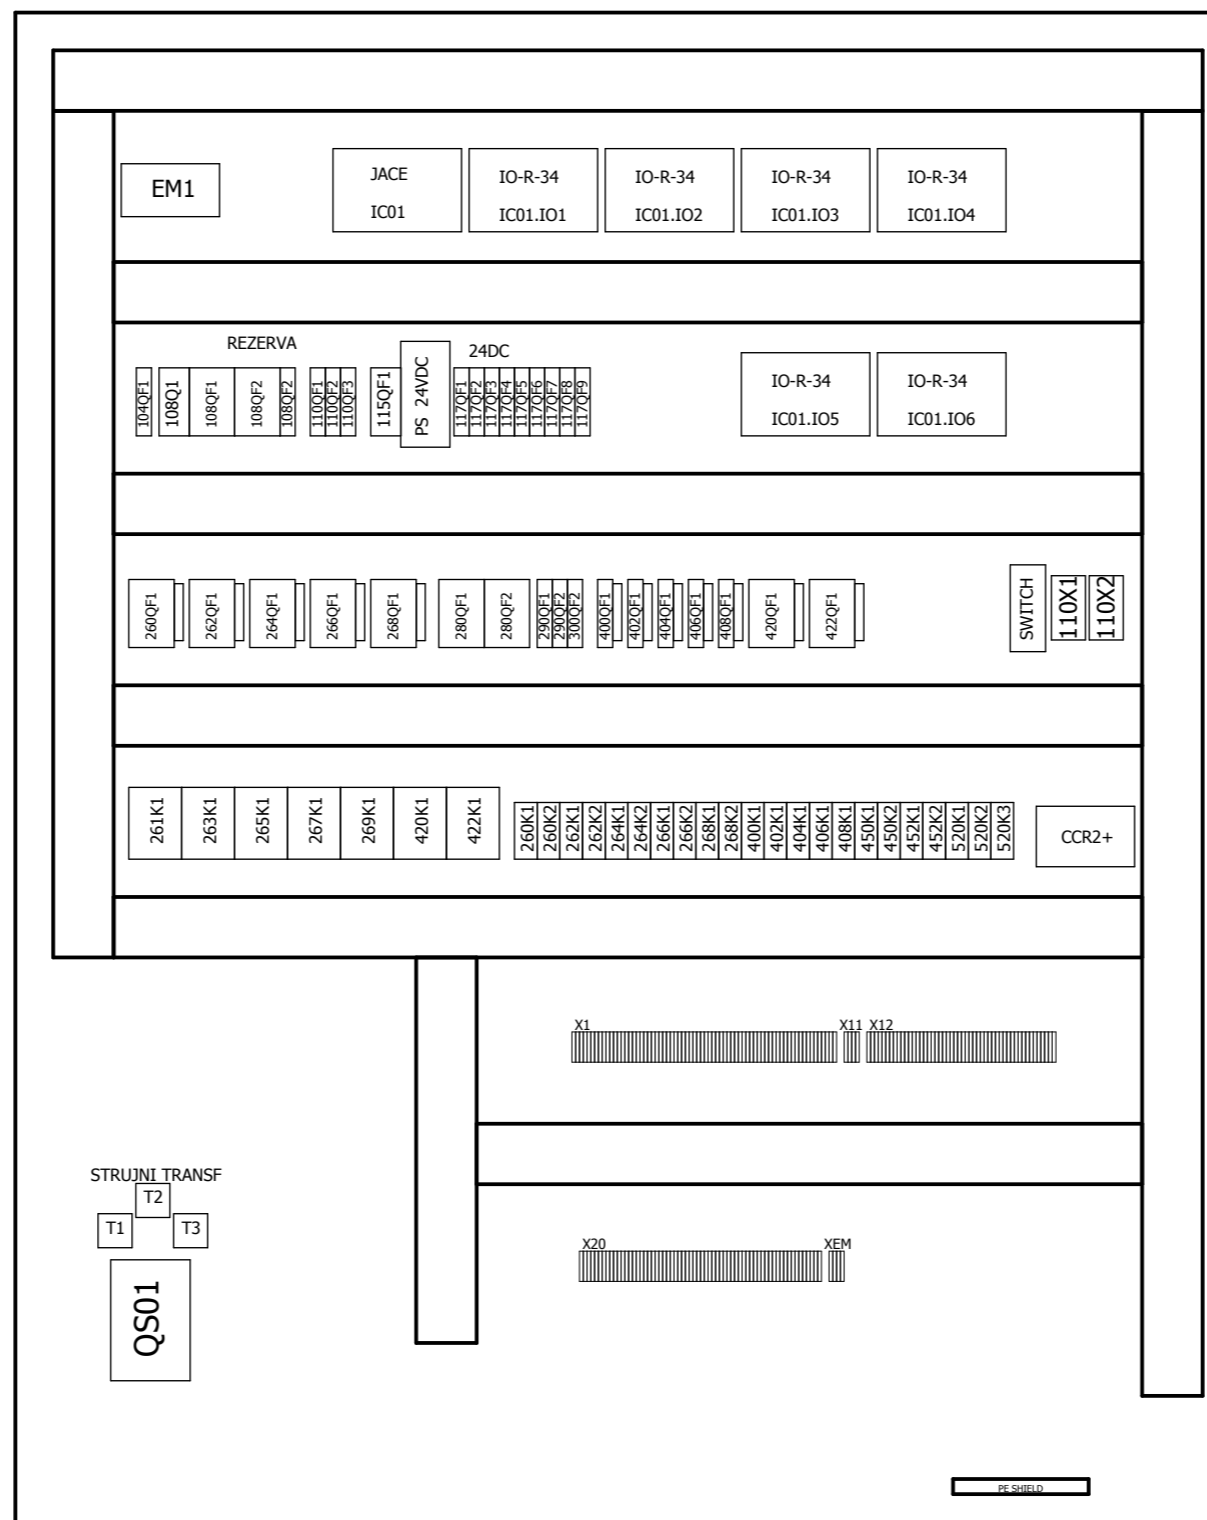 EM1
JACE
IC01
IO-R-34
IC01.IO1
IO-R-34
IC01.IO2
IO-R-34
IC01.IO3
IO-R-34
IC01.IO4
REZERVA
24DC
104QF1
108Q1
108QF1
108QF2
108QF2
110QF1
110QF2
110QF3
115QF1
PS 24VDC
117QF1
117QF2
117QF3
117QF4
117QF5
117QF6
117QF7
117QF8
117QF9
IO-R-34
IC01.IO5
IO-R-34
IC01.IO6
260QF1
262QF1
264QF1
266QF1
268QF1
280QF1
280QF2
290QF1
290QF2
300QF2
400QF1
402QF1
404QF1
406QF1
408QF1
420QF1
422QF1
SWITCH
110X1
110X2
261K1
263K1
265K1
267K1
269K1
420K1
422K1
260K1
260K2
262K1
262K2
264K1
264K2
266K1
266K2
268K1
268K2
400K1
402K1
404K1
406K1
408K1
450K1
450K2
452K1
452K2
520K1
520K2
520K3
CCR2+
X1
X11
X12
STRUJNI TRANSF
T2
T1
T3
QS01
X20
XEM
PE SHIELD